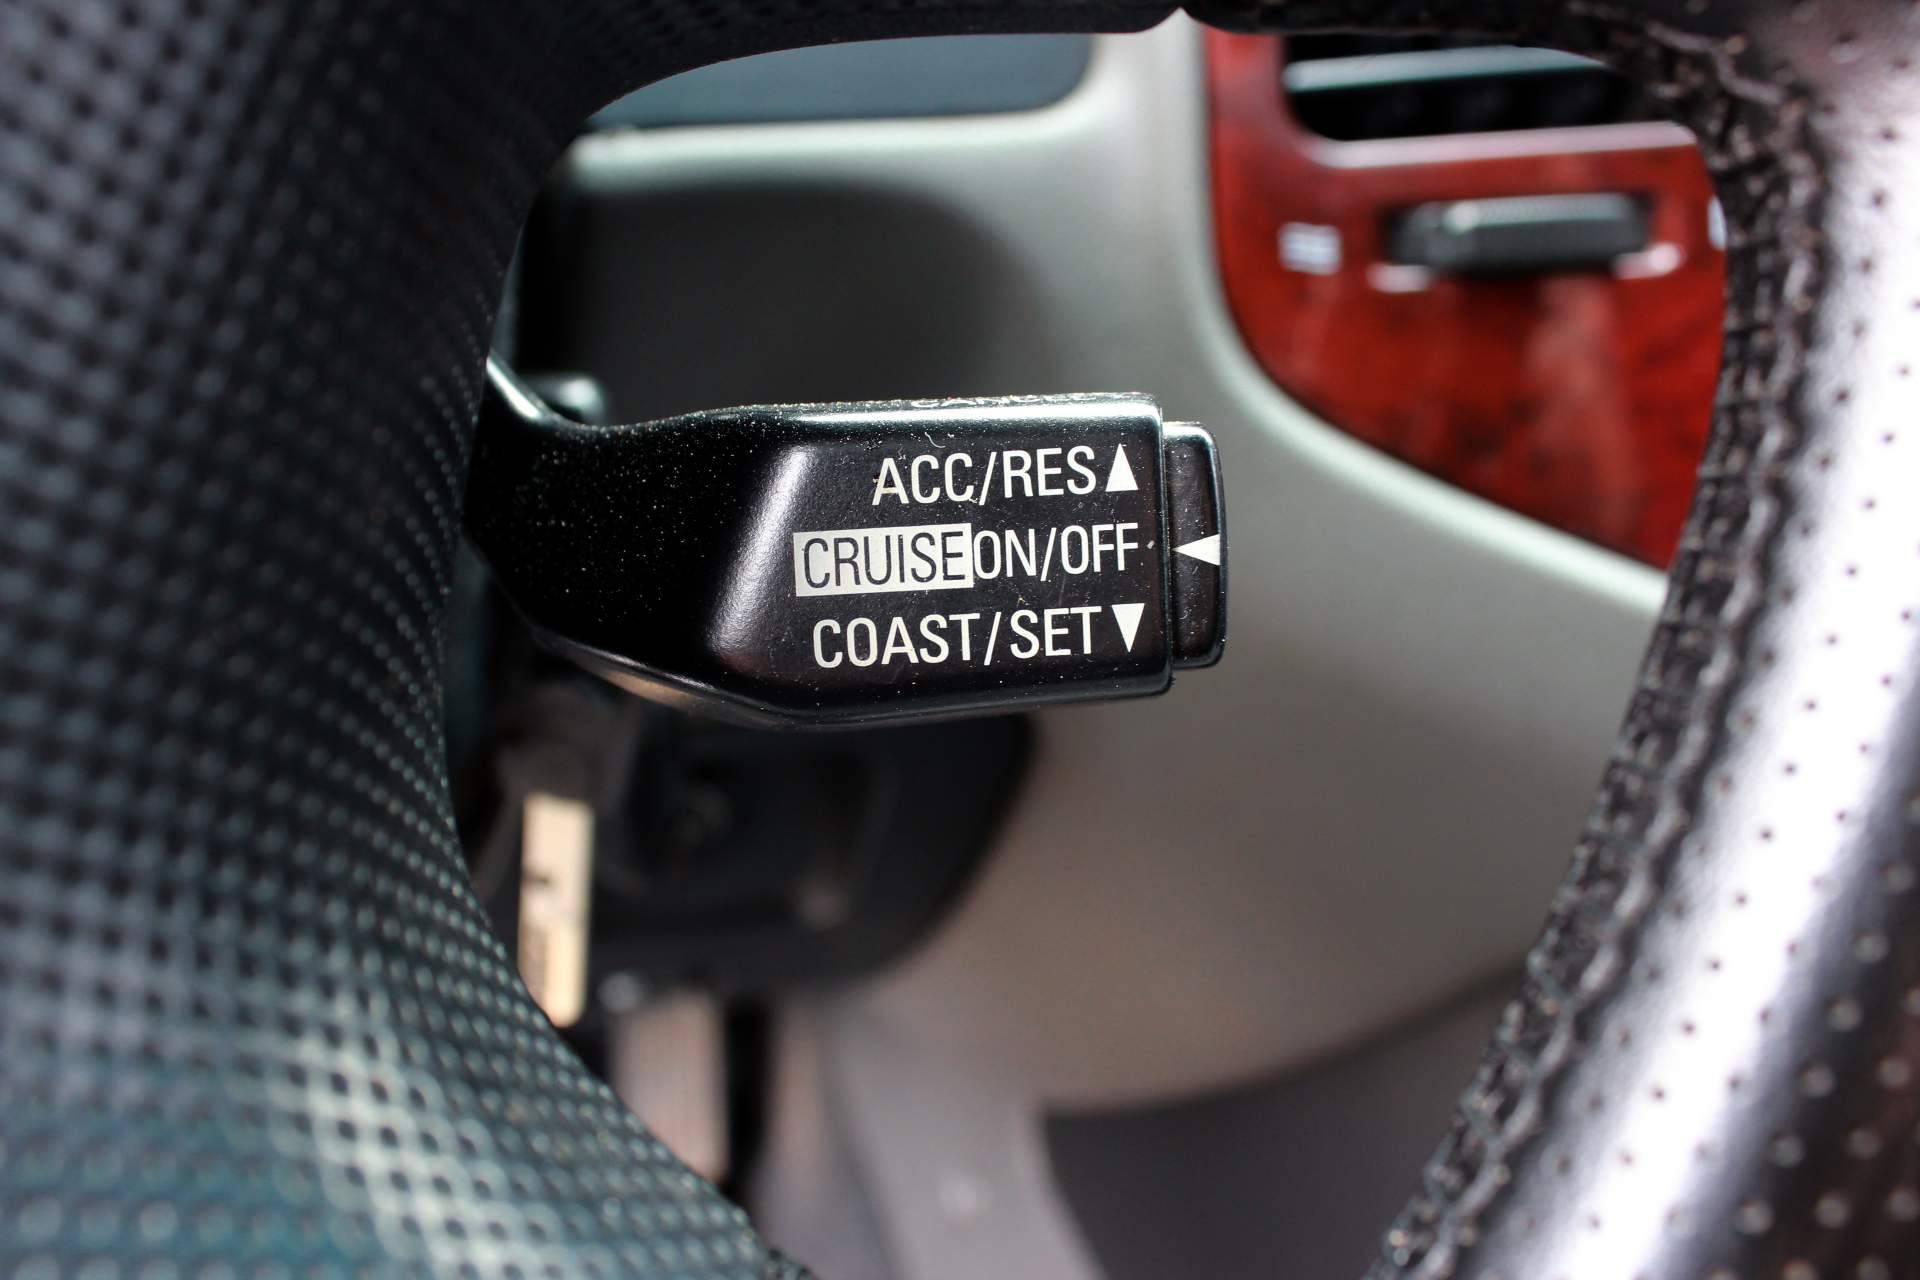 ACC/RES▲
CRUISE ON/OFF ◀
COAST/SET▼